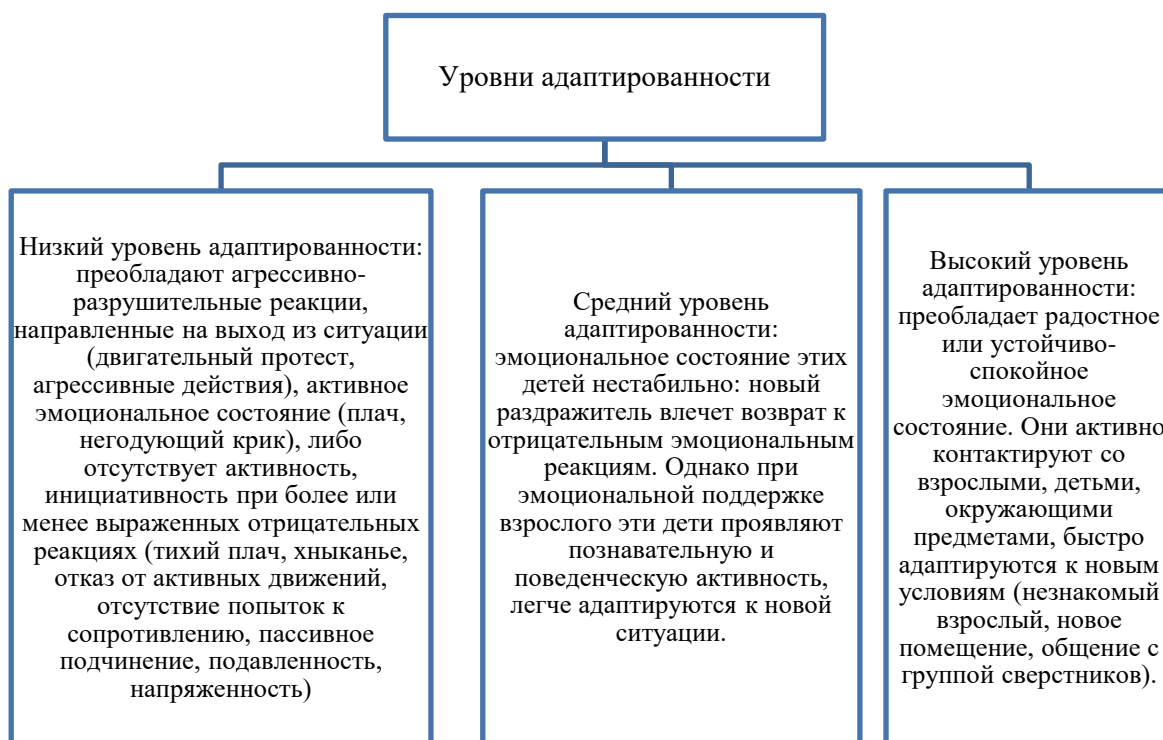 Уровни адаптированности
Низкий уровень адаптированности:
преобладают агрессивно-
разрушительные реакции,
направленные на выход из ситуации
(двигательный протест,
агрессивные действия), активное
эмоциональное состояние (плач,
негодующий крик), либо
отсутствует активность,
инициативность при более или
менее выраженных отрицательных
реакциях (тихий плач, хныканье,
отказ от активных движений,
отсутствие попыток к
сопротивлению, пассивное
подчинение, подавленность,
напряженность)
Средний уровень
адаптированности:
эмоциональное состояние этих
детей нестабильно: новый
раздражитель влечет возврат к
отрицательным эмоциональным
реакциям. Однако при
эмоциональной поддержке
взрослого эти дети проявляют
познавательную и
поведенческую активность,
легче адаптируются к новой
ситуации.
Высокий уровень
адаптированности:
преобладает радостное
или устойчиво-
спокойное
эмоциональное
состояние. Они активно
контактируют со
взрослыми, детьми,
окружающими
предметами, быстро
адаптируются к новым
условиям (незнакомый
взрослый, новое
помещение, общение с
группой сверстников).